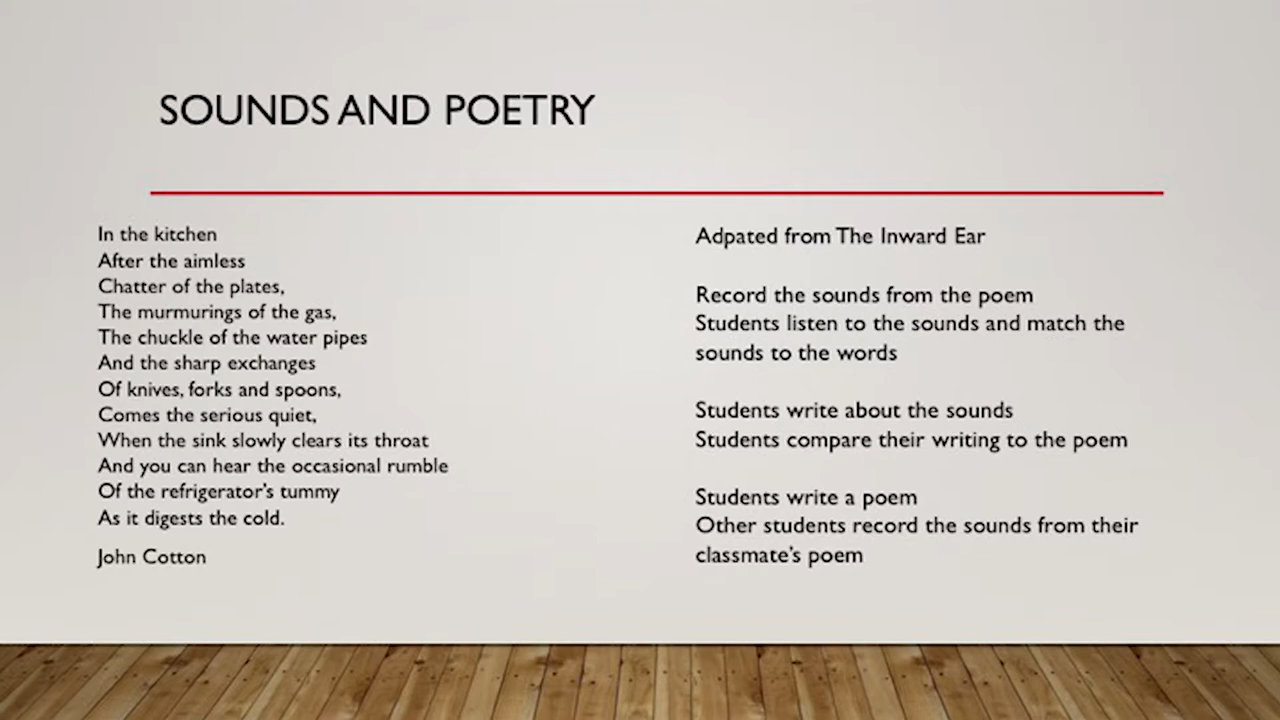 SOUNDS AND POETRY
In the kitchen
After the aimless
Chatter of the plates,
The murmurings of the gas,
The chuckle of the water pipes
And the sharp exchanges
Of knives, forks and spoons,
Comes the serious quiet,
When the sink slowly clears its throat
And you can hear the occasional rumble
Of the refrigerator's tummy
As it digests the cold.
John Cotton
Adpated from The Inward Ear
Record the sounds from the poem
Students listen to the sounds and match the
sounds to the words
Students write about the sounds
Students compare their writing to the poem
Students write a poem
Other students record the sounds from their
classmate's poem